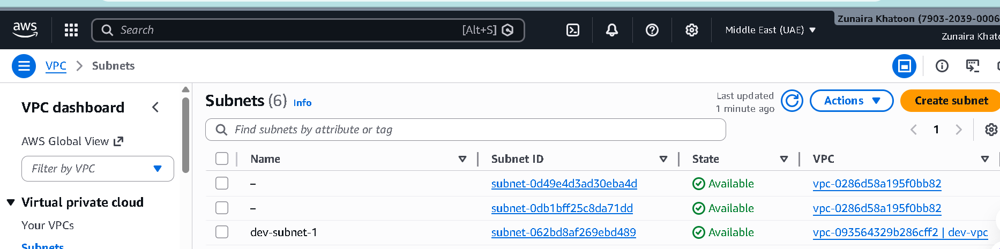 aws
Search [Alt+S]
Middle East (UAE)
Zunaira Khatoon (7903-2039-0006
Zunaira Khato
VPC > Subnets
VPC dashboard
AWS Global View
Filter by VPC
Virtual private cloud
Your VPCs
Subnets
Subnets (6) Info
Last updated
1 minute ago
Actions
Create subnet
Find subnets by attribute or tag
1
Name Subnet ID State VPC
– subnet-0d49e4d3ad30eba4d Available vpc-0286d58a195f0bb82
– subnet-0db1bff25c8da71dd Available vpc-0286d58a195f0bb82
dev-subnet-1 subnet-062bd8af269ebd489 Available vpc-093564329b286cff2 | dev-vpc